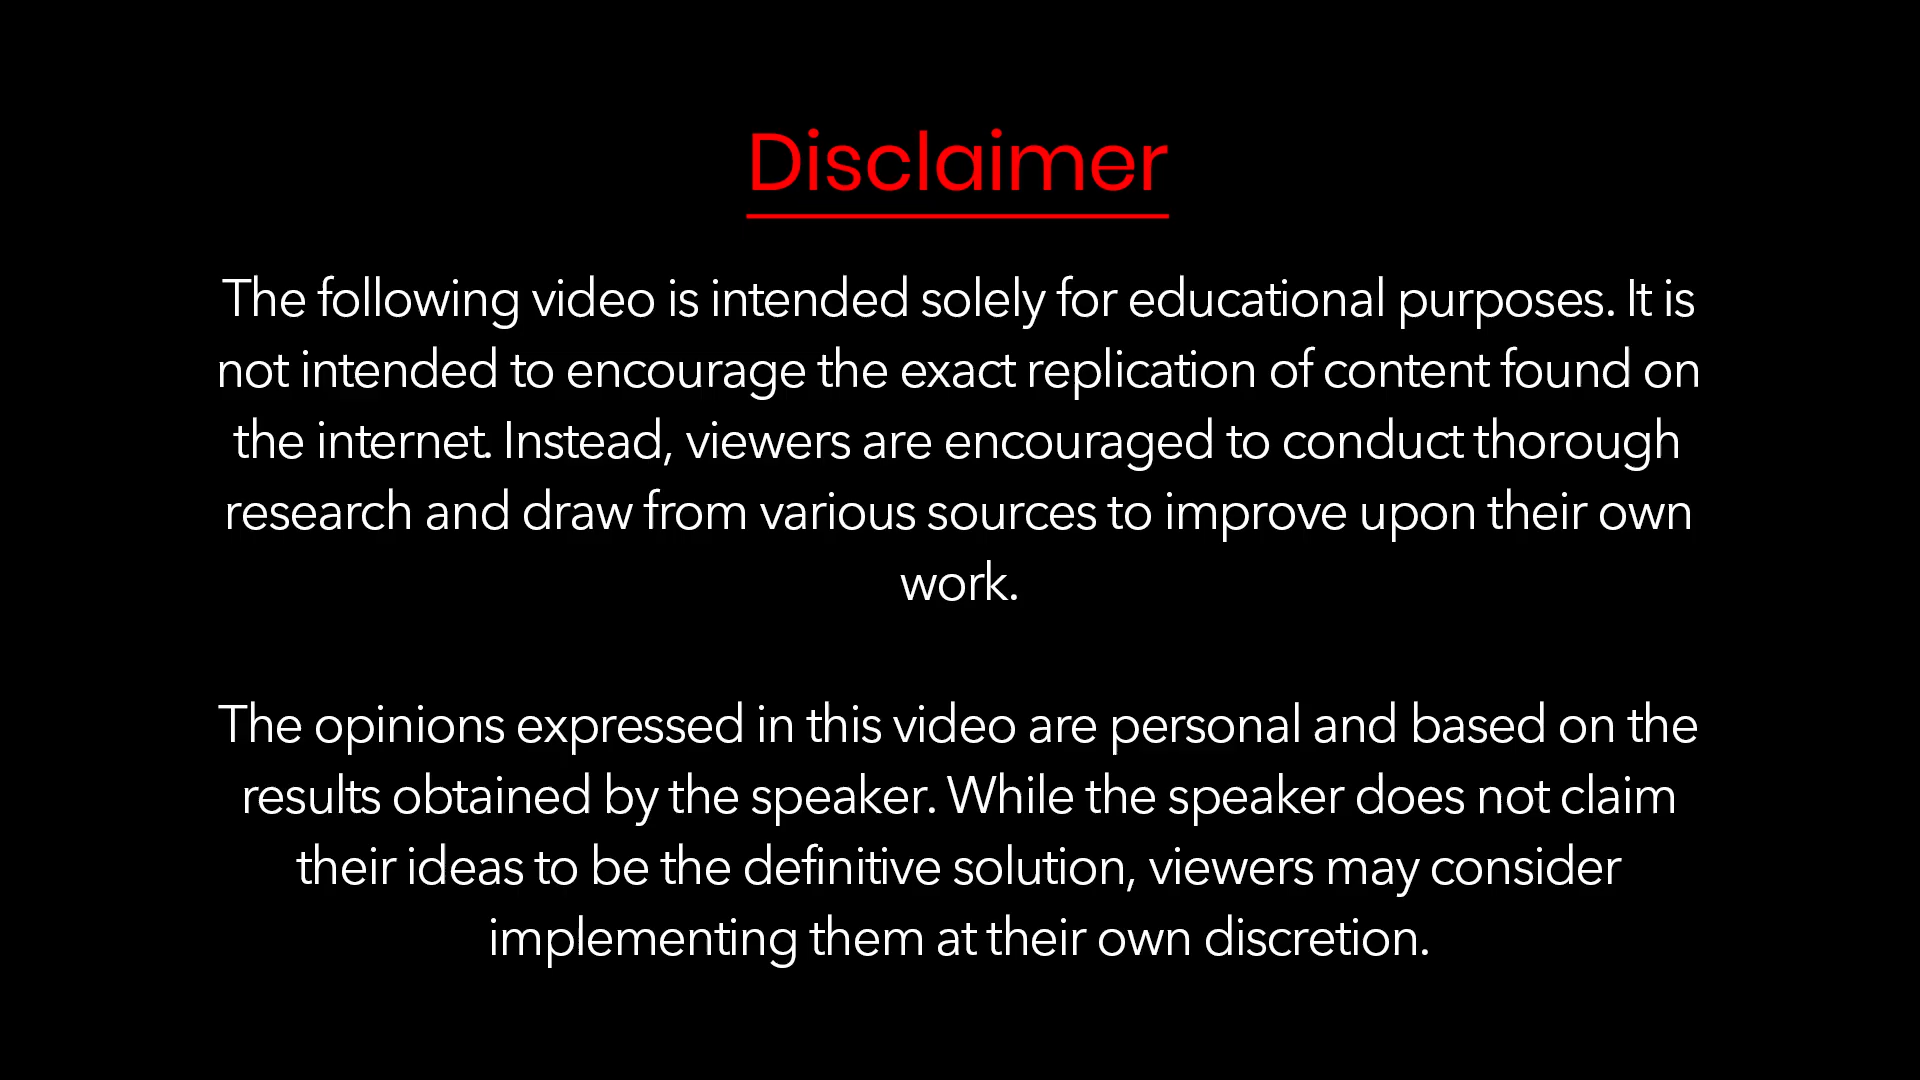 Disclaimer
The following video is intended solely for educational purposes. It is
not intended to encourage the exact replication of content found on
the internet. Instead, viewers are encouraged to conduct thorough
research and draw from various sources to improve upon their own
work.
The opinions expressed in this video are personal and based on the
results obtained by the speaker. While the speaker does not claim
their ideas to be the definitive solution, viewers may consider
implementing them at their own discretion.